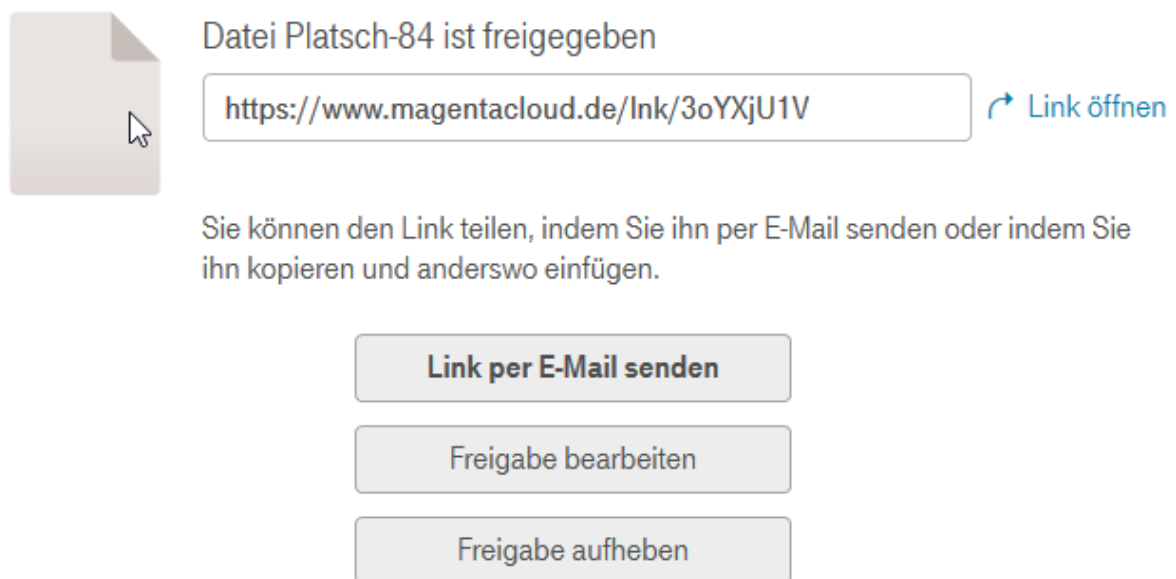 Datei Platsch-84 ist freigegeben
https://www.magentacloud.de/lnk/3oYXjU1V
Link öffnen
Sie können den Link teilen, indem Sie ihn per E-Mail senden oder indem Sie
ihn kopieren und anderswo einfügen.
Link per E-Mail senden
Freigabe bearbeiten
Freigabe aufheben